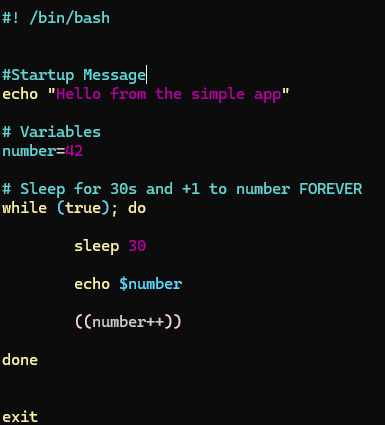 #! /bin/bash
#Startup Message
echo "Hello from the simple app"
# Variables
number=42
# Sleep for 30s and +1 to number FOREVER
while (true); do
sleep 30
echo $number
((number++))
done
exit